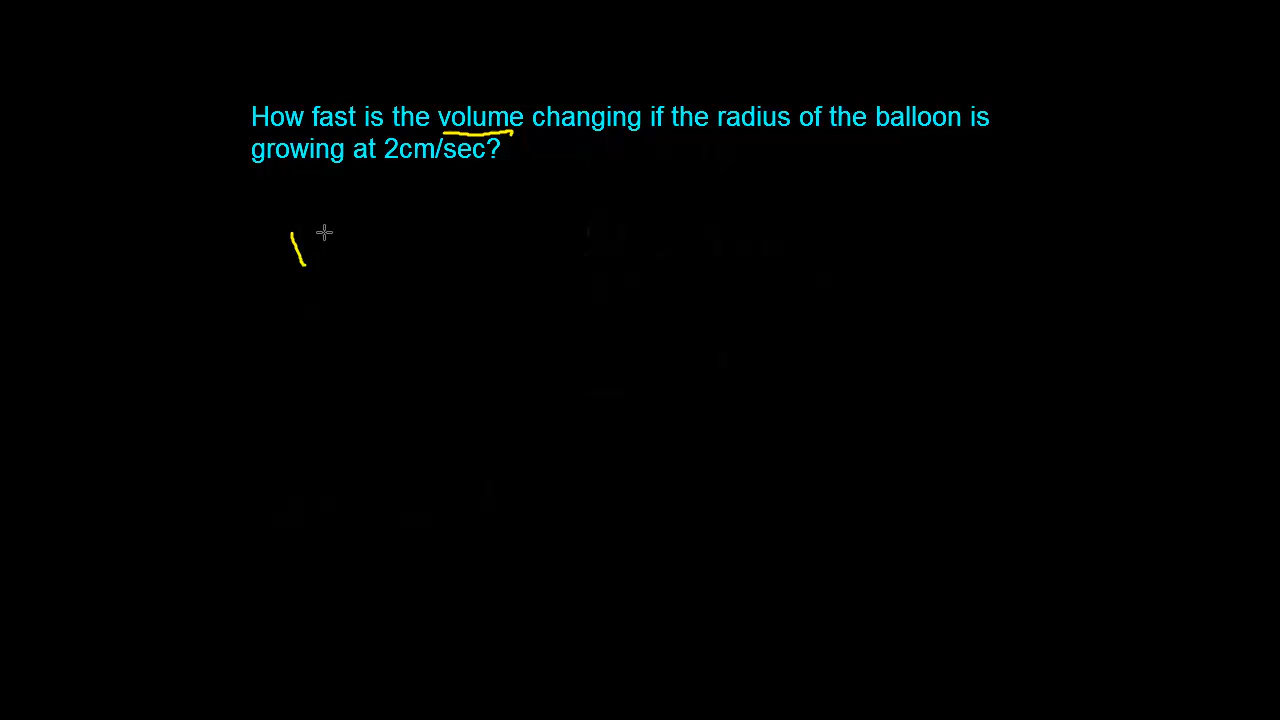 How fast is the volume changing if the radius of the balloon is
growing at 2cm/sec?